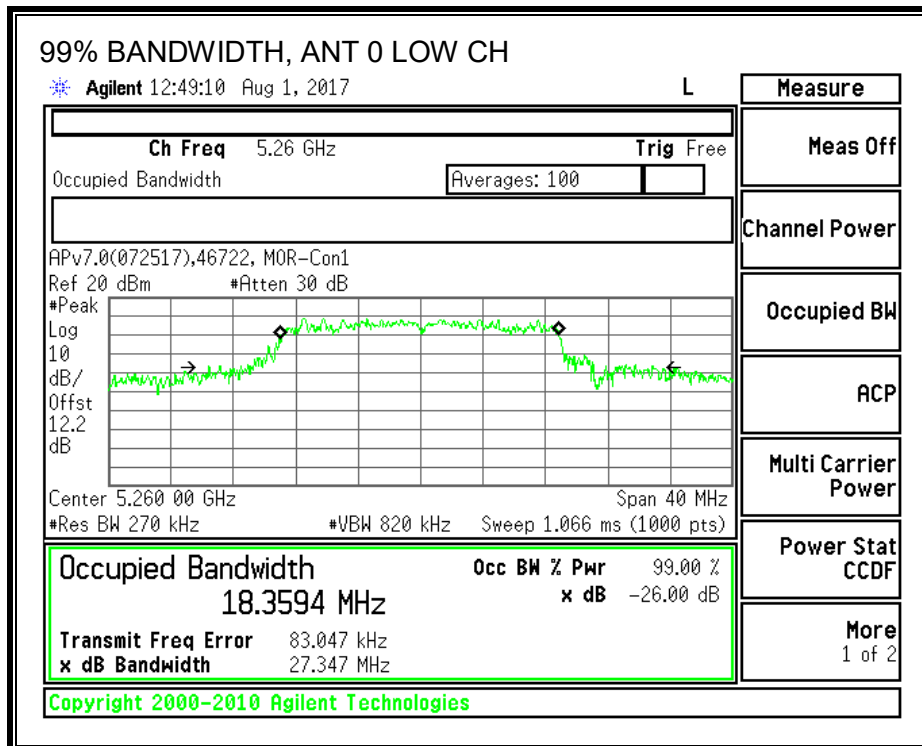 99% BANDWIDTH, ANT 0 LOW CH
Agilent 12:49:10 Aug 1, 2017 L
Measure
Ch Freq 5.26 GHz Trig Free
Meas Off
Occupied Bandwidth Averages: 100
Channel Power
APv7.0(072517),46722, MOR-Con1
Ref 20 dBm #Atten 30 dB
#Peak
Log
10
dB/
Offst
12.2
dB
Occupied BW
ACP
Multi Carrier
Power
Center 5.260 00 GHz Span 40 MHz
#Res BW 270 kHz #VBW 820 kHz Sweep 1.066 ms (1000 pts)
Power Stat
CCDF
Occupied Bandwidth Occ BW % Pwr 99.00 %
18.3594 MHz x dB -26.00 dB
Transmit Freq Error 83.047 kHz
x dB Bandwidth 27.347 MHz
More
1 of 2
Copyright 2000-2010 Agilent Technologies